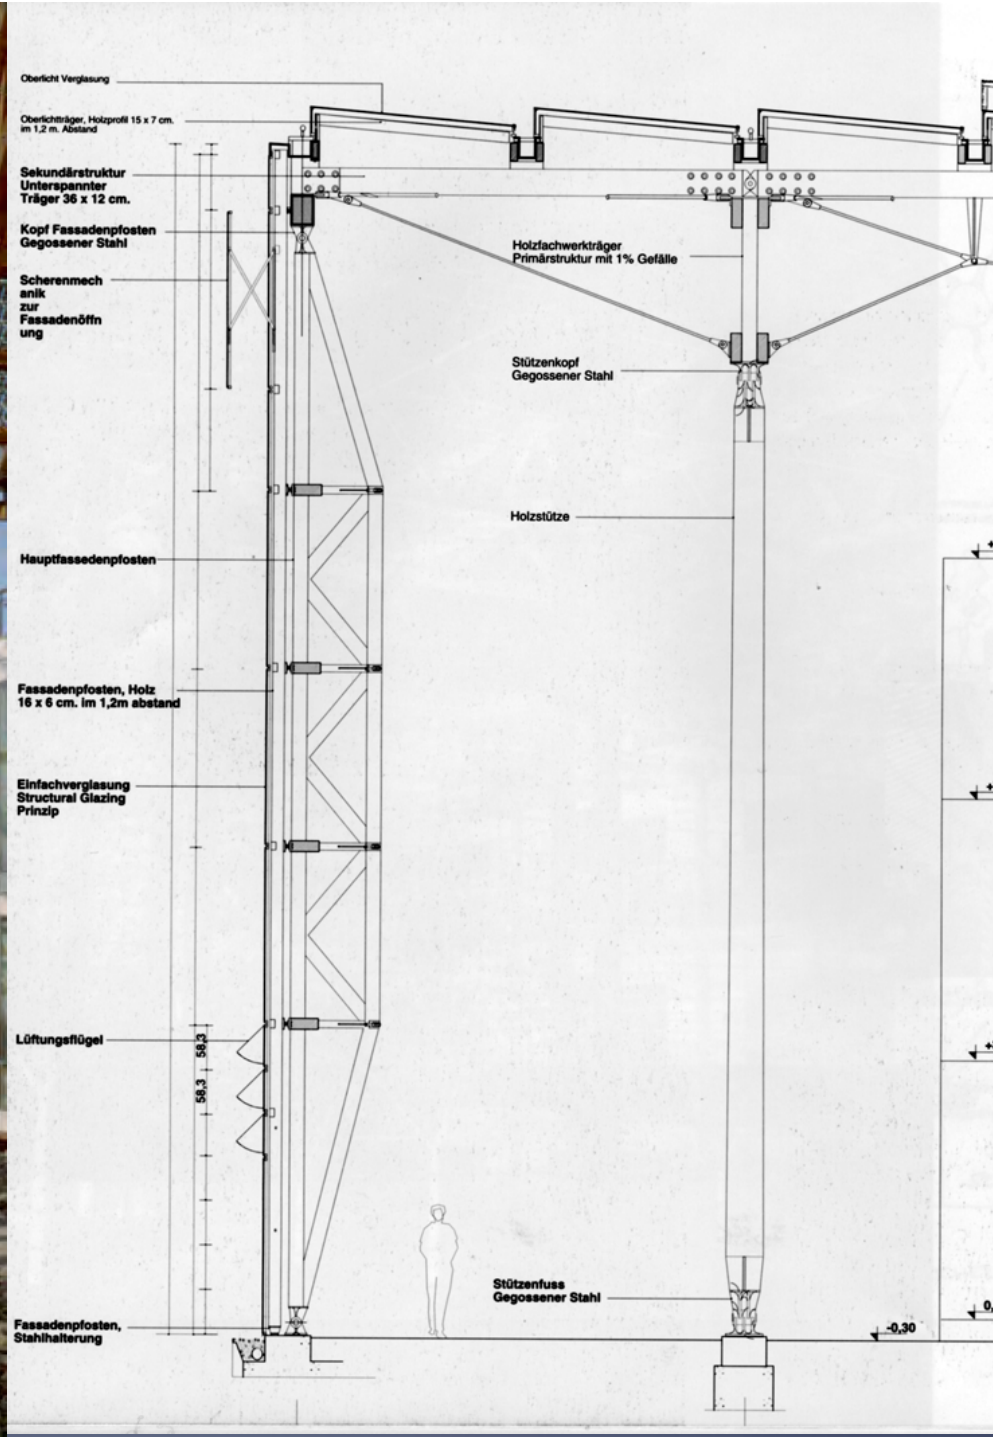 Oberlicht Verglasung
Oberlichtträger, Holzprofil 15 x 7 cm.
im 1,2 m. Abstand
Sekundärstruktur
Unterspannter
Träger 36 x 12 cm.
Kopf Fassadenpfosten
Gegossener Stahl
Scherenmech
anik
zur
Fassadenöffn
ung
Holzfachwerkträger
Primärstruktur mit 1% Gefälle
Stützenkopf
Gegossener Stahl
Holzstütze
Hauptfassedenpfosten
Fassadenpfosten, Holz
16 x 6 cm. im 1,2m abstand
Einfachverglasung
Structural Glazing
Prinzip
Lüftungsflügel
58,3
58,3
Stützenfuss
Gegossener Stahl
Fassadenpfosten,
Stahlhalterung
-0,30